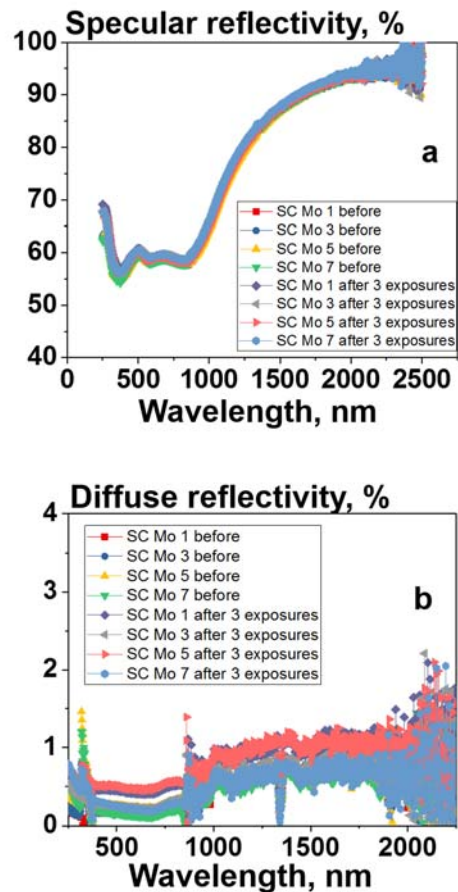 Specular reflectivity, %
100
90
80
70
60
50
40
a
SC Mo 1 before
SC Mo 3 before
SC Mo 5 before
SC Mo 7 before
SC Mo 1 after 3 exposures
SC Mo 3 after 3 exposures
SC Mo 5 after 3 exposures
SC Mo 7 after 3 exposures
0 500 1000 1500 2000 2500
Wavelength, nm
Diffuse reflectivity, %
4
3
2
1
0
b
SC Mo 1 before
SC Mo 3 before
SC Mo 5 before
SC Mo 7 before
SC Mo 1 after 3 exposures
SC Mo 3 after 3 exposures
SC Mo 5 after 3 exposures
SC Mo 7 after 3 exposures
500 1000 1500 2000
Wavelength, nm